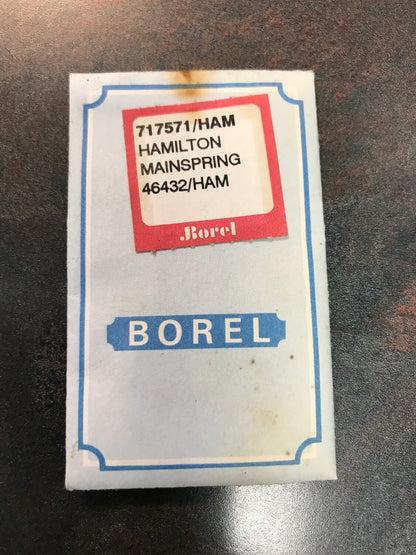 717571/HAM
HAMILTON
MAINSPRING
46432/HAM
Borel
BOREL